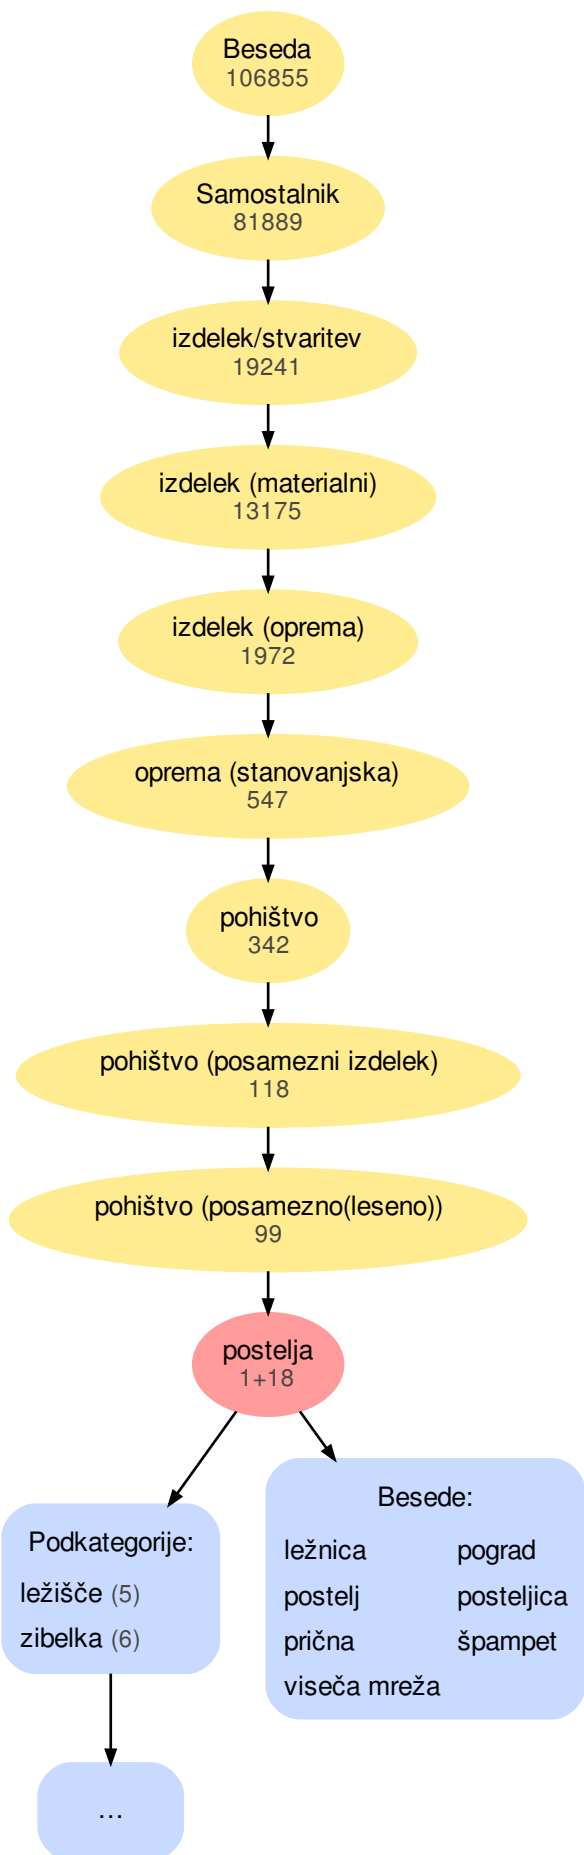 Beseda
106855
Samostalnik
81889
izdelek/stvaritev
19241
izdelek (materialni)
13175
izdelek (oprema)
1972
oprema (stanovanjska)
547
pohištvo
342
pohištvo (posamezni izdelek)
118
pohištvo (posamezno(leseno))
99
postelja
1+18
Podkategorije:
ležišče (5)
zibelka (6)
...
Besede:
ležnica pograd
postelj posteljica
prična špampet
viseča mreža